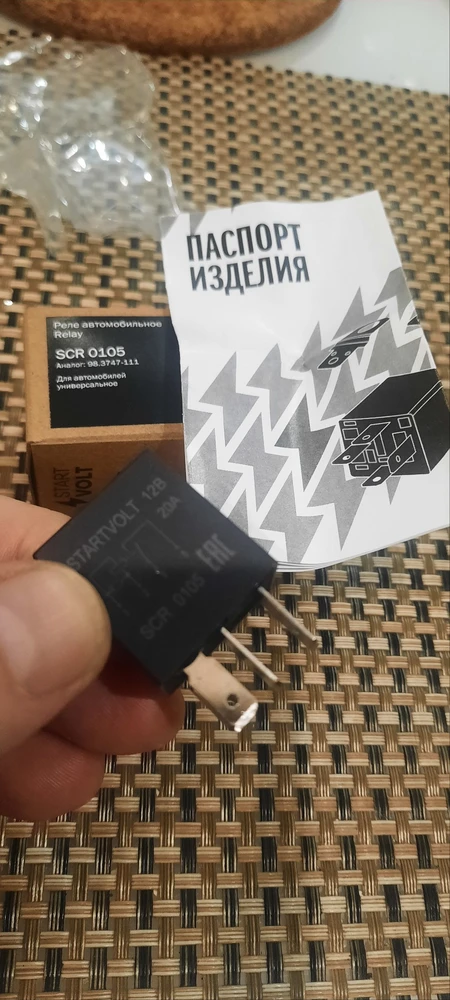 ПАСПОРТ
ИЗДЕЛИЯ
Реле автомобильное
Relay
SCR 0105
Аналог: 98.3747-111
Для автомобилей
универсальное
START
VOLT
STARTVOLT 12В
20А
SCR 0105
EAC